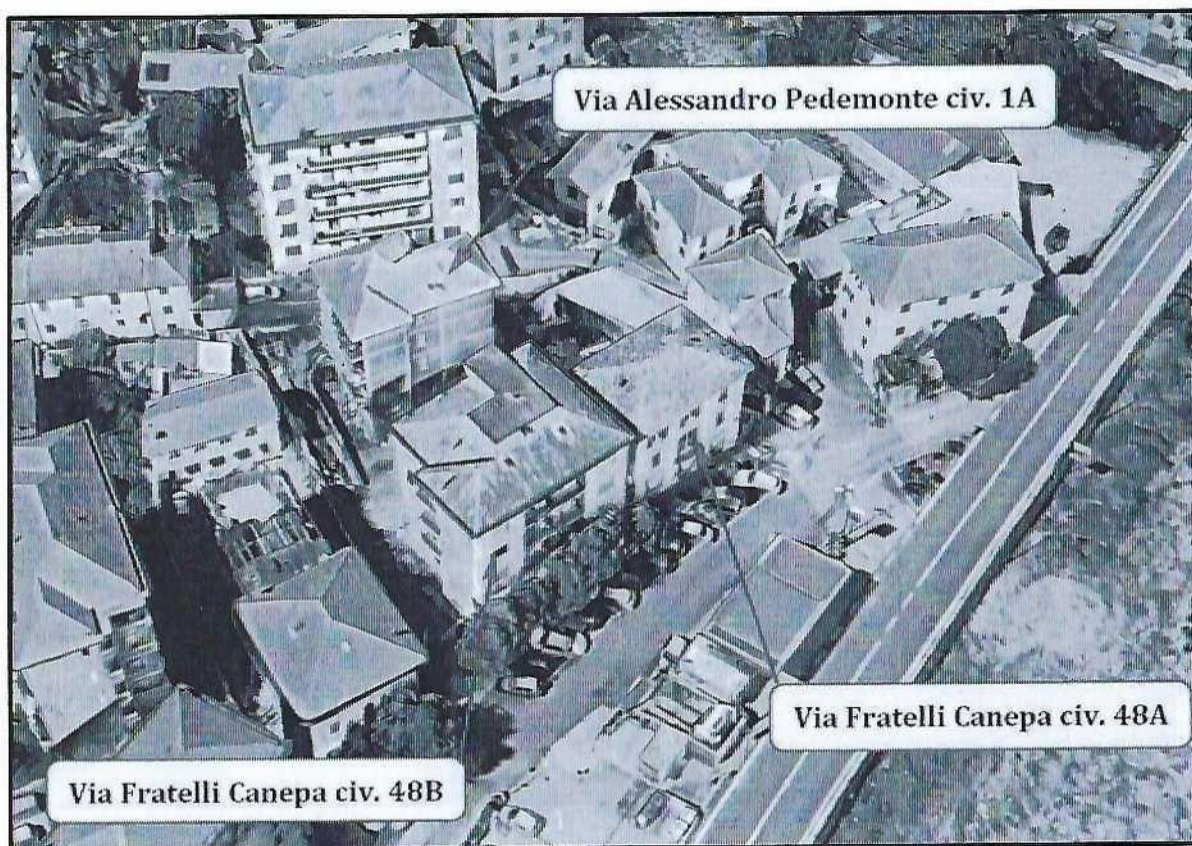 Via Alessandro Pedemonte civ. 1A
Via Fratelli Canepa civ. 48A
Via Fratelli Canepa civ. 48B